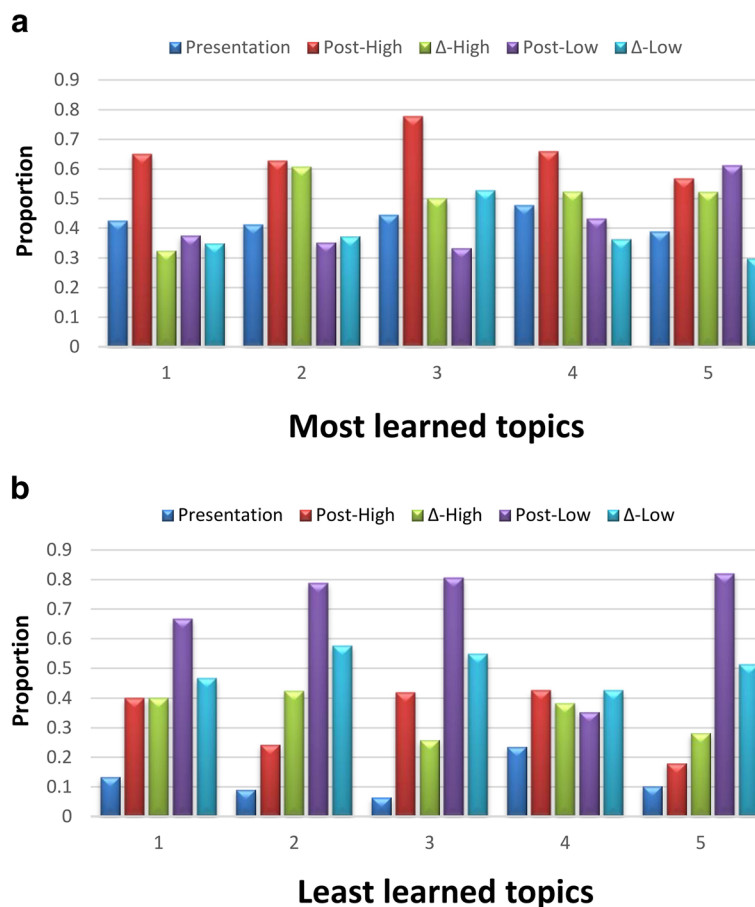 a
Presentation Post-High Δ-High Post-Low Δ-Low
0.9
0.8
0.7
0.6
0.5
0.4
0.3
0.2
0.1
0
Proportion
1 2 3 4 5
Most learned topics
b
Presentation Post-High Δ-High Post-Low Δ-Low
0.9
0.8
0.7
0.6
0.5
0.4
0.3
0.2
0.1
0
Proportion
1 2 3 4 5
Least learned topics